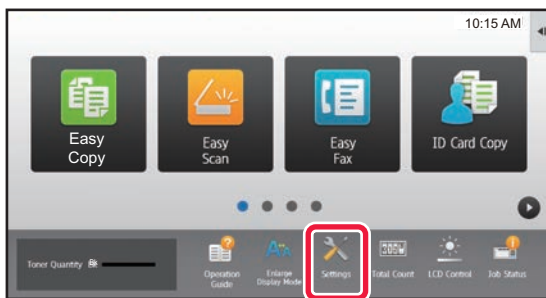 10:15 AM
Easy
Copy
Easy
Scan
Easy
Fax
ID Card Copy
Toner Quantity
Operation
Guide
Enlarge
Display Mode
Settings
Total Count
LCD Control
Job Status